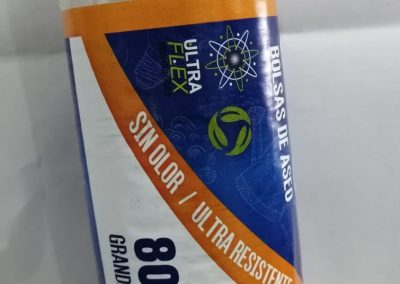 BOLSAS DE ASEO
ULTRA
FLEX
SIN OLOR / ULTRA RESISTENTE
80
GRAND